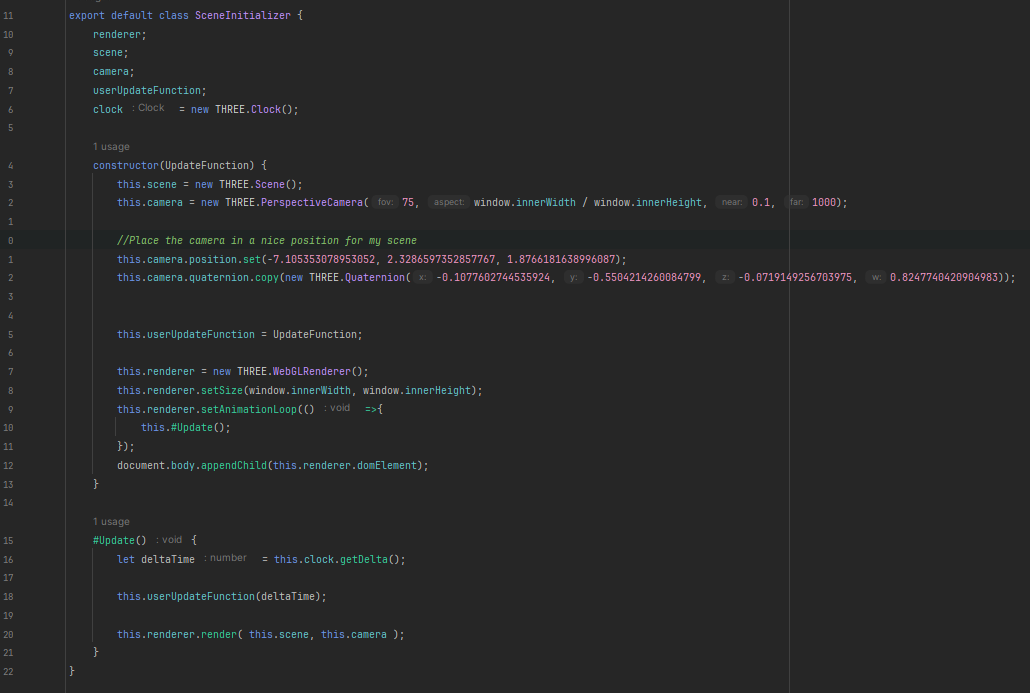 11 export default class SceneInitializer {
10 renderer;
9 scene;
8 camera;
7 userUpdateFunction;
6 clock : Clock = new THREE.Clock();
5
1 usage
4 constructor(UpdateFunction) {
3 this.scene = new THREE.Scene();
2 this.camera = new THREE.PerspectiveCamera( fov: 75, aspect: window.innerWidth / window.innerHeight, near: 0.1, far: 1000);
1
0 //Place the camera in a nice position for my scene
1 this.camera.position.set(-7.105353078953052, 2.3286597352857767, 1.8766181638996087);
2 this.camera.quaternion.copy(new THREE.Quaternion( x: -0.1077602744535924, y: -0.5504214260084799, z: -0.0719149256703975, w: 0.8247740420904983));
3
4
5 this.userUpdateFunction = UpdateFunction;
6
7 this.renderer = new THREE.WebGLRenderer();
8 this.renderer.setSize(window.innerWidth, window.innerHeight);
9 this.renderer.setAnimationLoop(() : void =>{
10 this.#Update();
11 });
12 document.body.appendChild(this.renderer.domElement);
13 }
14
1 usage
15 #Update() : void {
16 let deltaTime : number = this.clock.getDelta();
17
18 this.userUpdateFunction(deltaTime);
19
20 this.renderer.render( this.scene, this.camera );
21 }
22 }